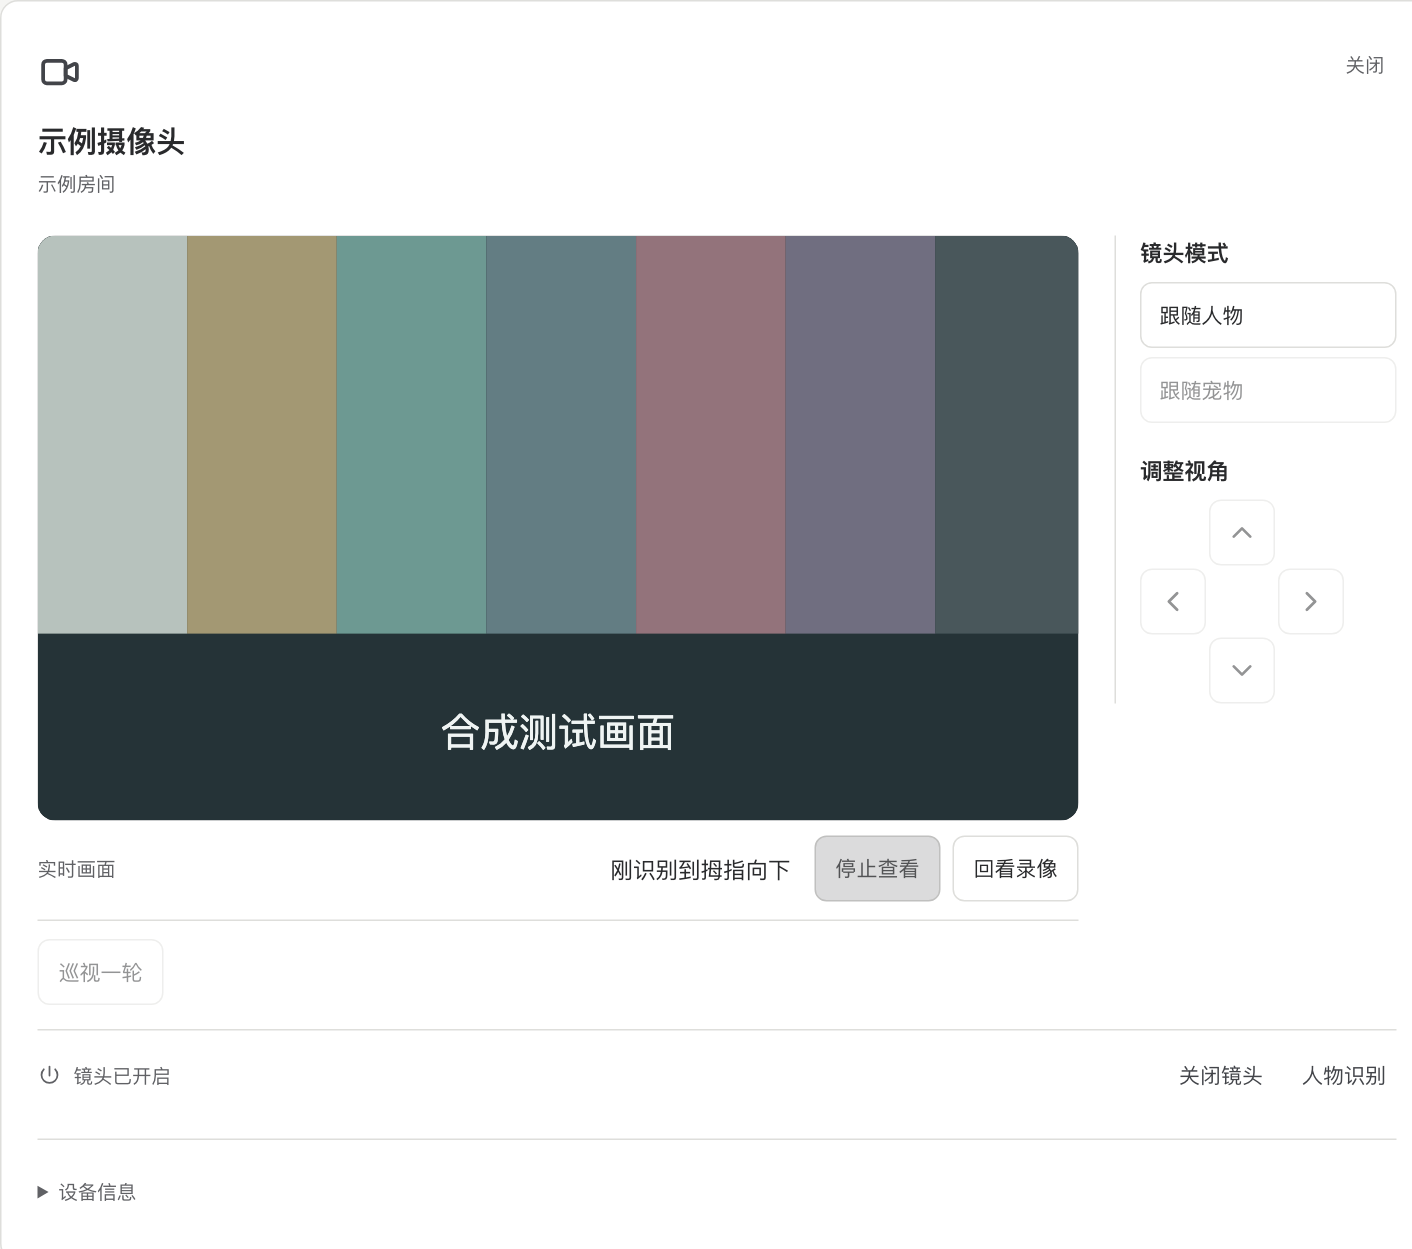 关闭
示例摄像头
示例房间
合成测试画面
镜头模式
跟随人物
跟随宠物
调整视角
实时画面
刚识别到拇指向下
停止查看
回看录像
巡视一轮
镜头已开启
关闭镜头
人物识别
设备信息